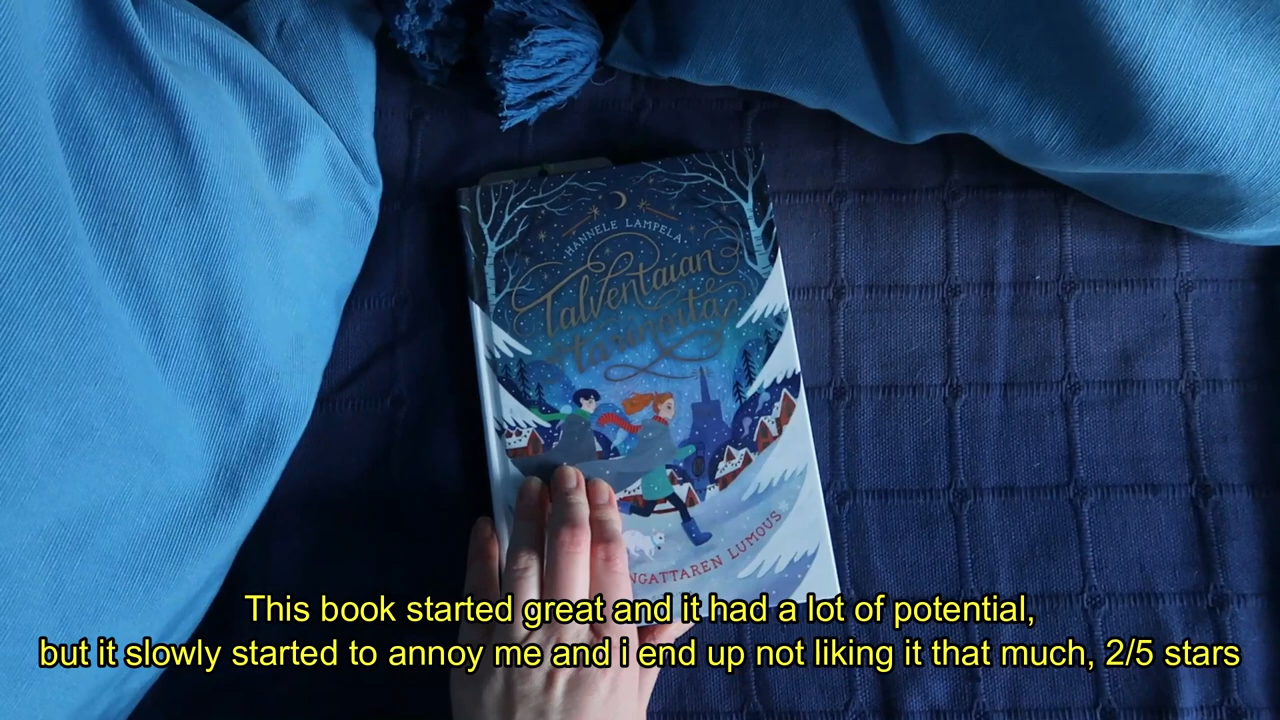 HANNELE LAMPELA
Talventaian
tarinoita
LUMOUS
This book started great and it had a lot of potential,
but it slowly started to annoy me and i end up not liking it that much, 2/5 stars